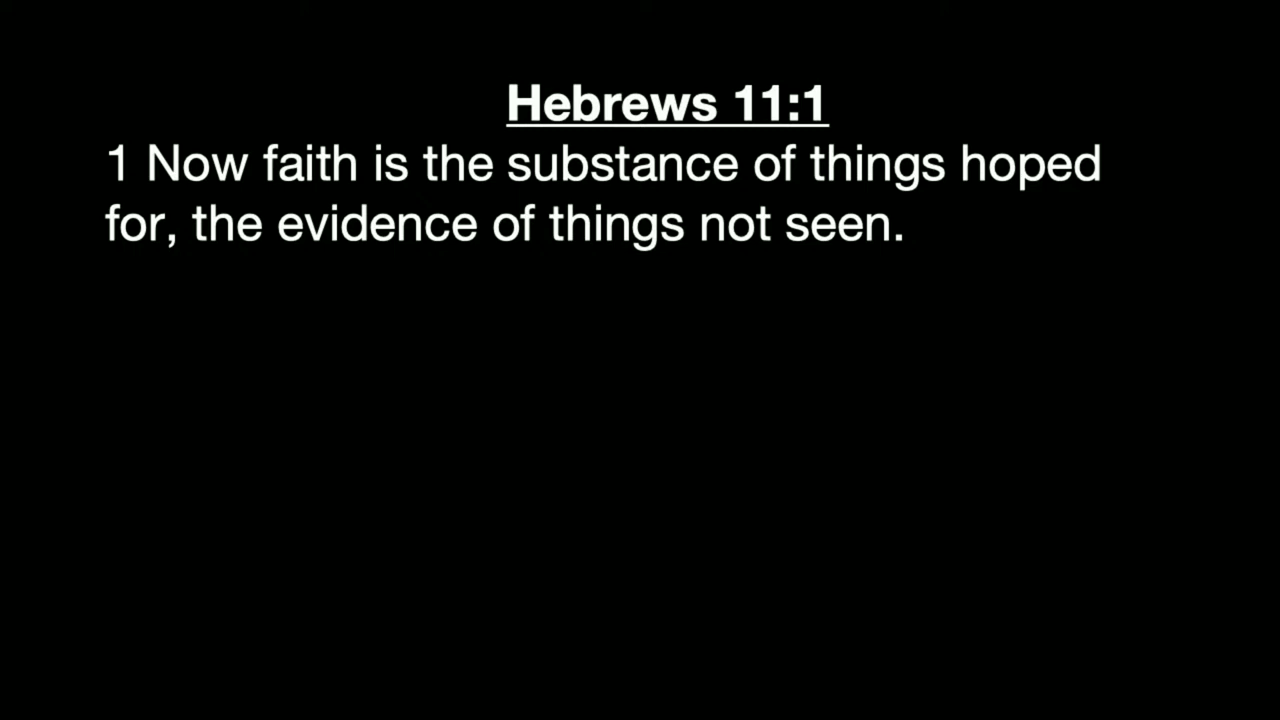 Hebrews 11:1
1 Now faith is the substance of things hoped
for, the evidence of things not seen.